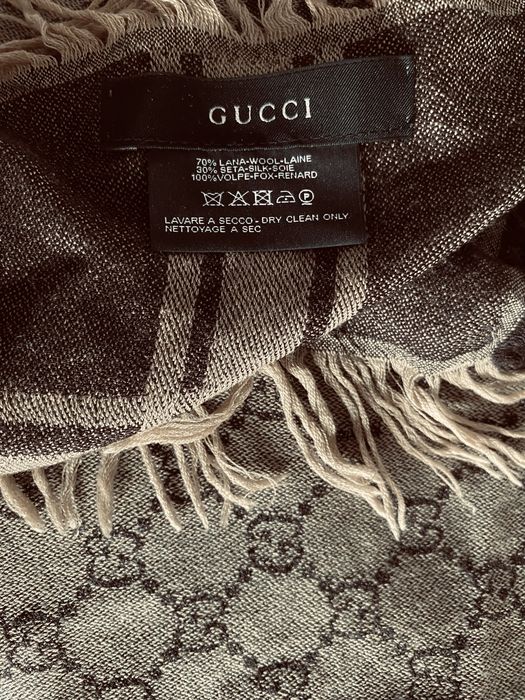 GUCCI
70% LANA-WOOL-LAINE
30% SETA-SILK-SOIE
100%VOLPE-FOX-RENARD
LAVARE A SECCO - DRY CLEAN ONLY
NETTOYAGE A SEC